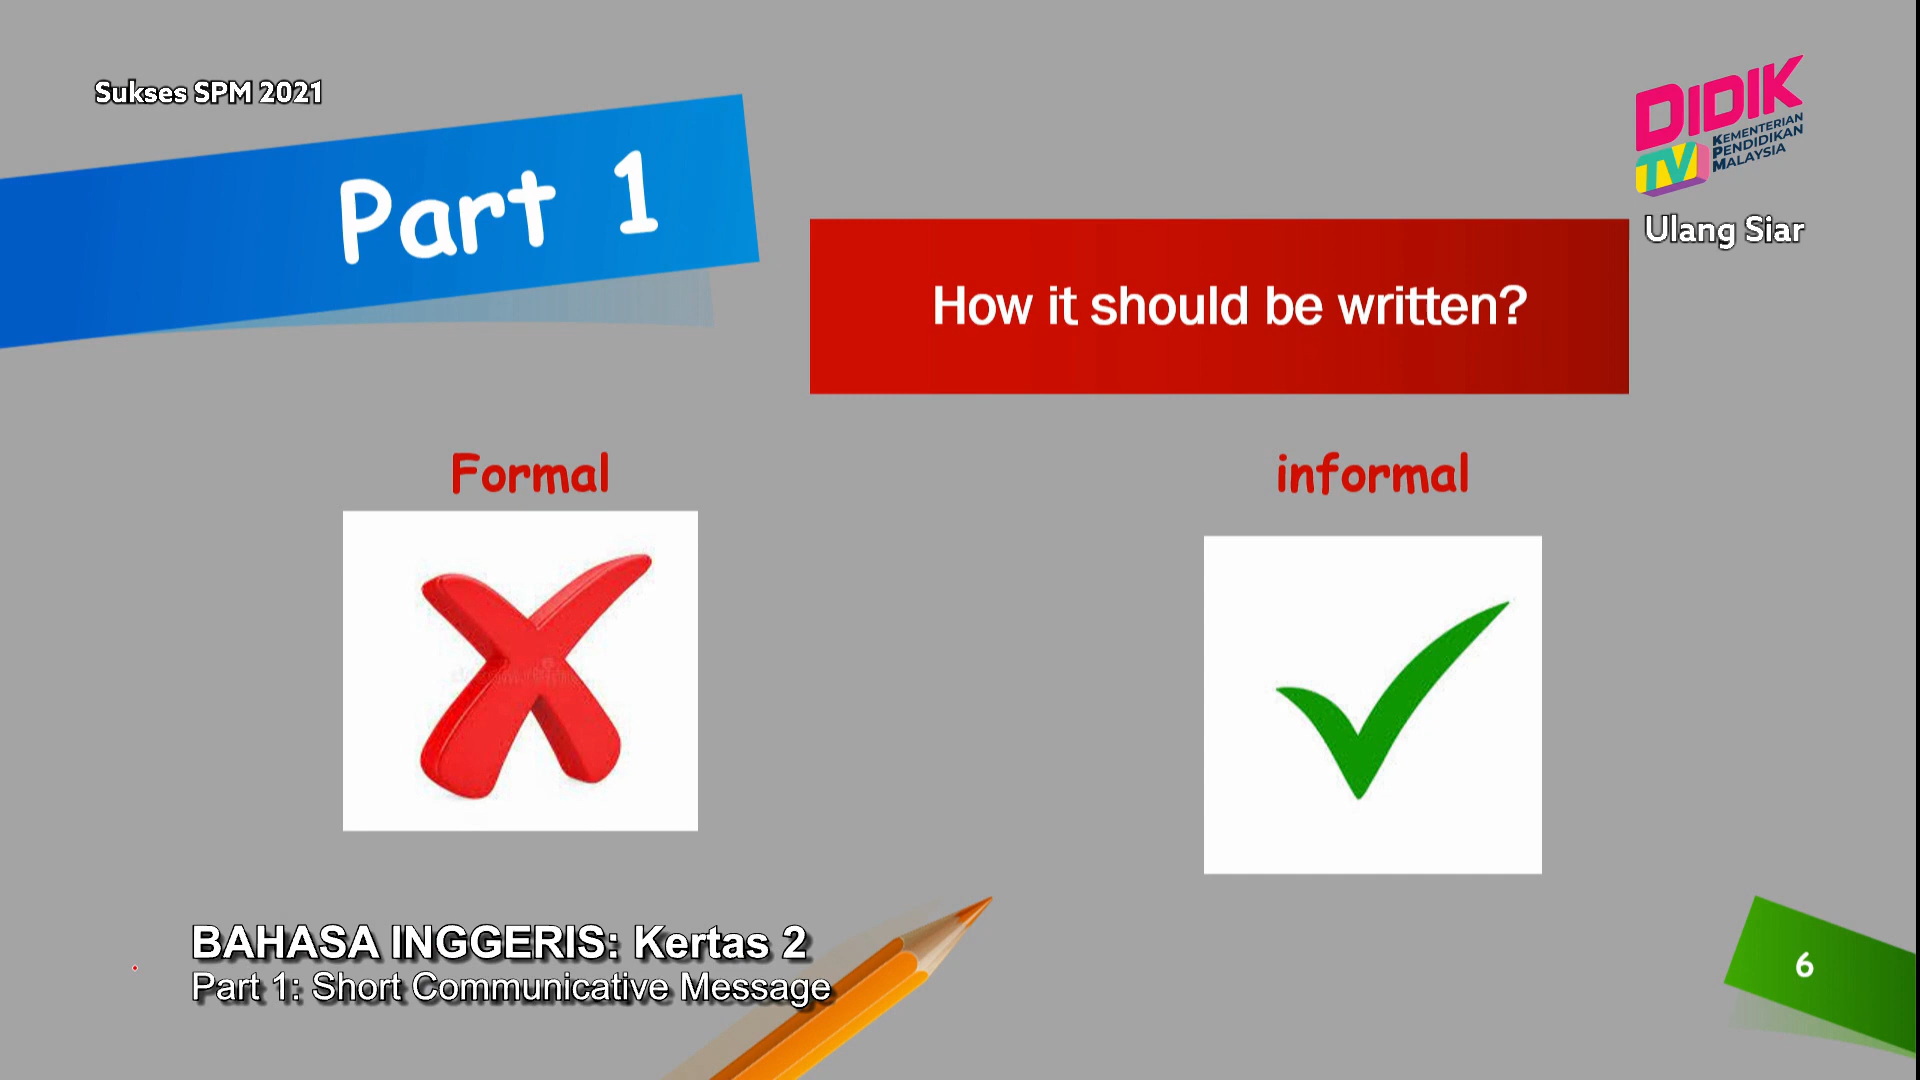 Sukses SPM 2021
DIDIK
TV
KEMENTERIAN
PENDIDIKAN
MALAYSIA
Ulang Siar
Part 1
How it should be written?
Formal
informal
BAHASA INGGERIS: Kertas 2
Part 1: Short Communicative Message
6